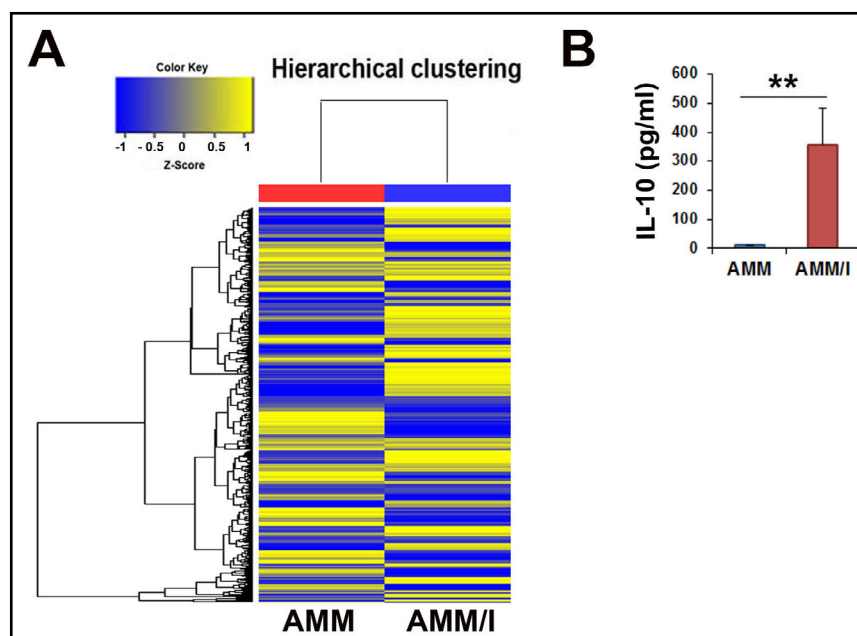 A
Color Key
-1 - 0.5 0 0.5 1
Z-Score
Hierarchical clustering
AMM AMM/I
B
IL-10 (pg/ml)
600
500
400
300
200
100
0
**
AMM AMM/I